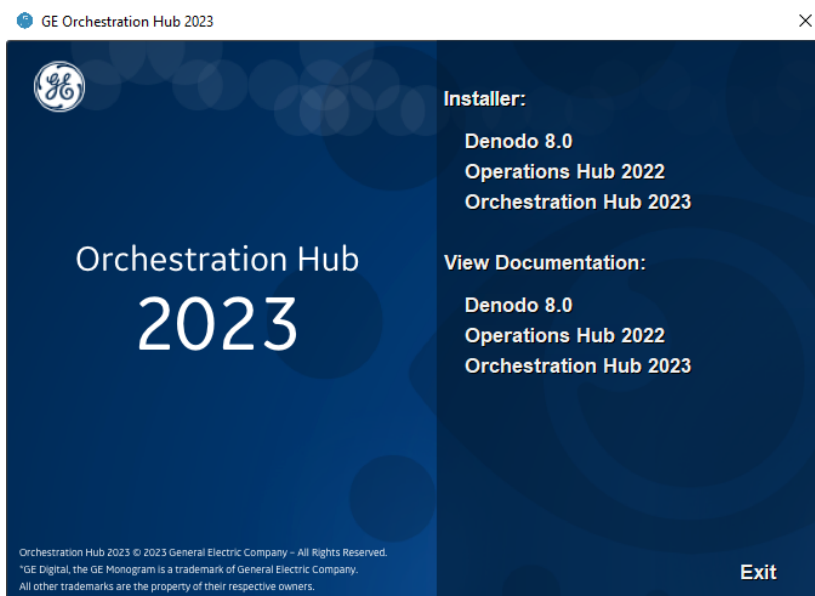 GE Orchestration Hub 2023
GE
Orchestration Hub
2023
Orchestration Hub 2023 © 2023 General Electric Company – All Rights Reserved.
*GE Digital, the GE Monogram is a trademark of General Electric Company.
All other trademarks are the property of their respective owners.
Installer:
Denodo 8.0
Operations Hub 2022
Orchestration Hub 2023
View Documentation:
Denodo 8.0
Operations Hub 2022
Orchestration Hub 2023
Exit